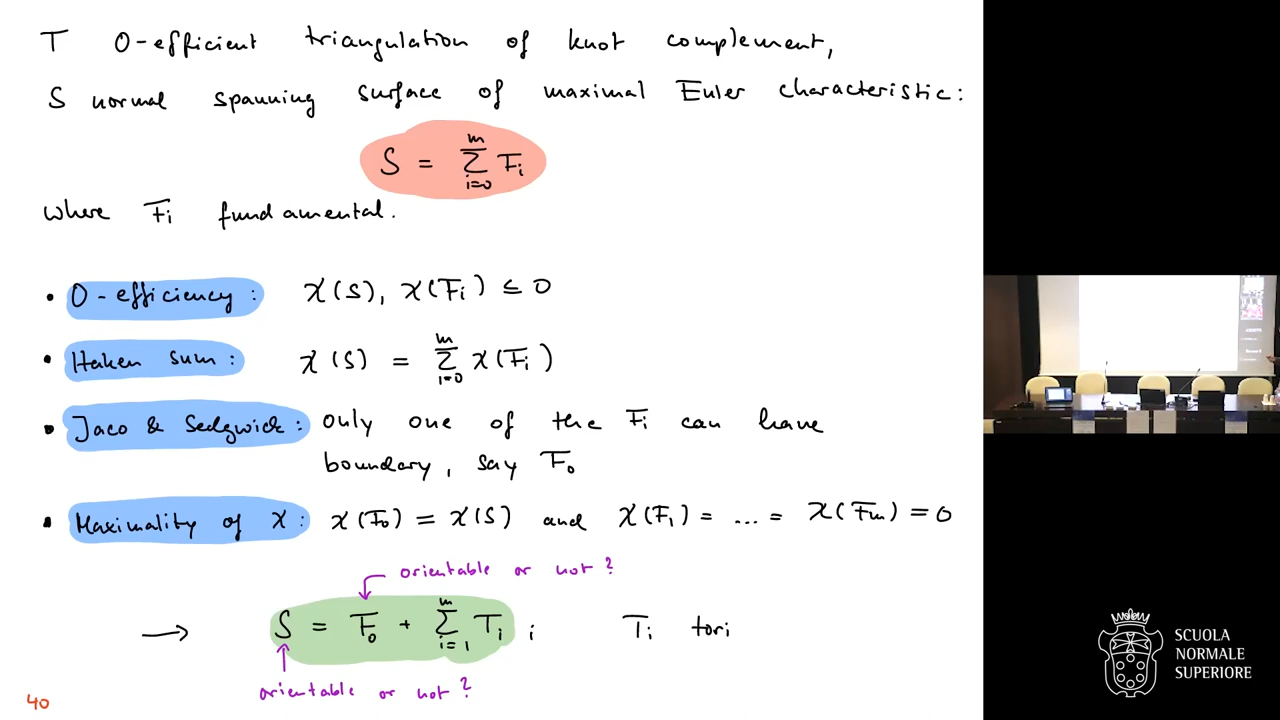 T 0-efficient triangulation of knot complement,
S normal spanning surface of maximal Euler characteristic:
S = ∑_{i=0}^{m} F_i
where F_i fundamental.
• 0-efficiency: χ(S), χ(F_i) ≤ 0
• Haken sum: χ(S) = ∑_{i=0}^{m} χ(F_i)
• Jaco & Sedgwick: only one of the F_i can have
boundary, say F_0
• Maximality of χ: χ(F_0) = χ(S) and χ(F_1) = ... = χ(F_m) = 0
orientable or not?
→ S = F_0 + ∑_{i=1}^{m} T_i ; T_i tori
orientable or not?
40
SCUOLA
NORMALE
SUPERIORE